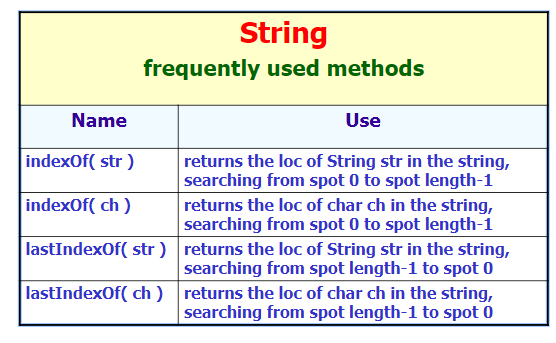 String
frequently used methods
Name Use
indexOf( str ) returns the loc of String str in the string,
searching from spot 0 to spot length-1
indexOf( ch ) returns the loc of char ch in the string,
searching from spot 0 to spot length-1
lastIndexOf( str ) returns the loc of String str in the string,
searching from spot length-1 to spot 0
lastIndexOf( ch ) returns the loc of char ch in the string,
searching from spot length-1 to spot 0